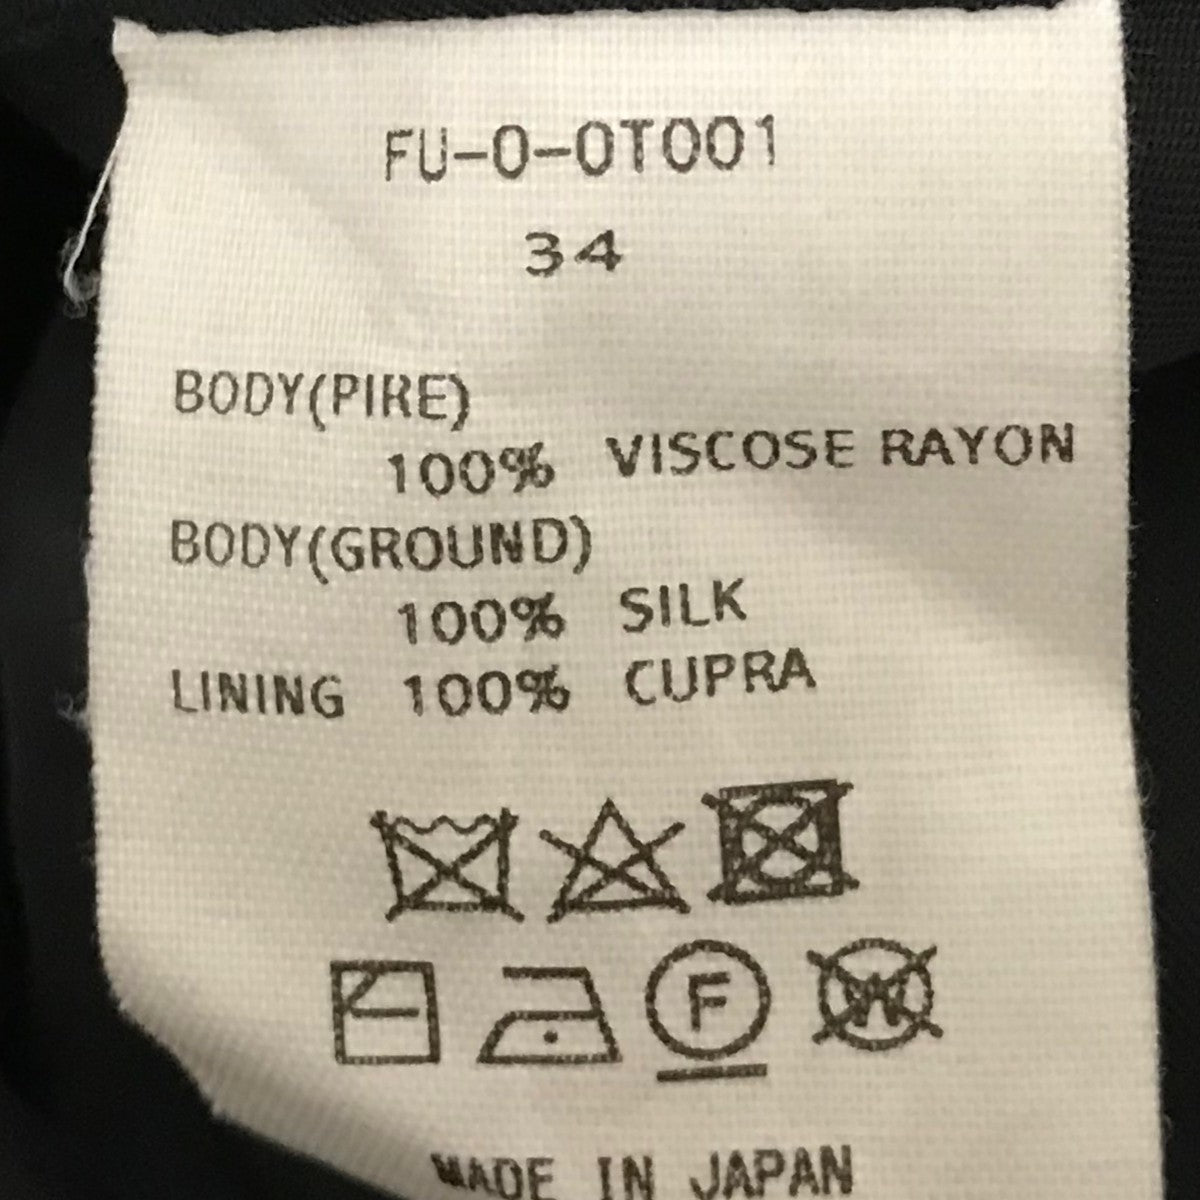 FU-0-0T001
34
BODY(PIRE)
100% VISCOSE RAYON
BODY(GROUND)
100% SILK
LINING 100% CUPRA
F W
MADE IN JAPAN